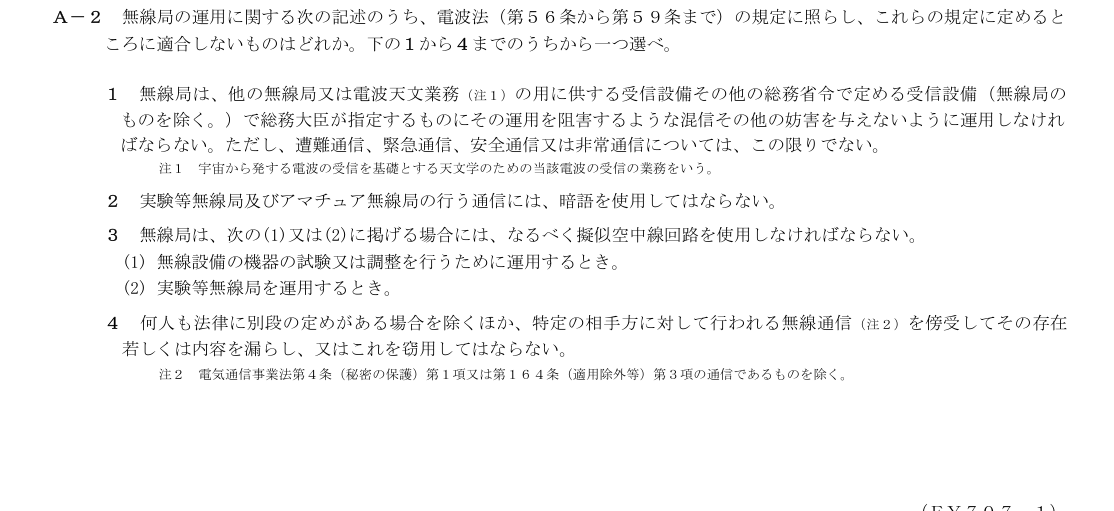 Ａ－２　無線局の運用に関する次の記述のうち、電波法（第５６条から第５９条まで）の規定に照らし、これらの規定に定めると
ころに適合しないものはどれか。下の１から４までのうちから一つ選べ。
１　無線局は、他の無線局又は電波天文業務（注１）の用に供する受信設備その他の総務省令で定める受信設備（無線局の
ものを除く。）で総務大臣が指定するものにその運用を阻害するような混信その他の妨害を与えないように運用しなけれ
ばならない。ただし、遭難通信、緊急通信、安全通信又は非常通信については、この限りでない。
注１　宇宙から発する電波の受信を基礎とする天文学のための当該電波の受信の業務をいう。
２　実験等無線局及びアマチュア無線局の行う通信には、暗語を使用してはならない。
３　無線局は、次の(1)又は(2)に掲げる場合には、なるべく擬似空中線回路を使用しなければならない。
(1) 無線設備の機器の試験又は調整を行うために運用するとき。
(2) 実験等無線局を運用するとき。
４　何人も法律に別段の定めがある場合を除くほか、特定の相手方に対して行われる無線通信（注２）を傍受してその存在
若しくは内容を漏らし、又はこれを窃用してはならない。
注２　電気通信事業法第４条（秘密の保護）第１項又は第１６４条（適用除外等）第３項の通信であるものを除く。